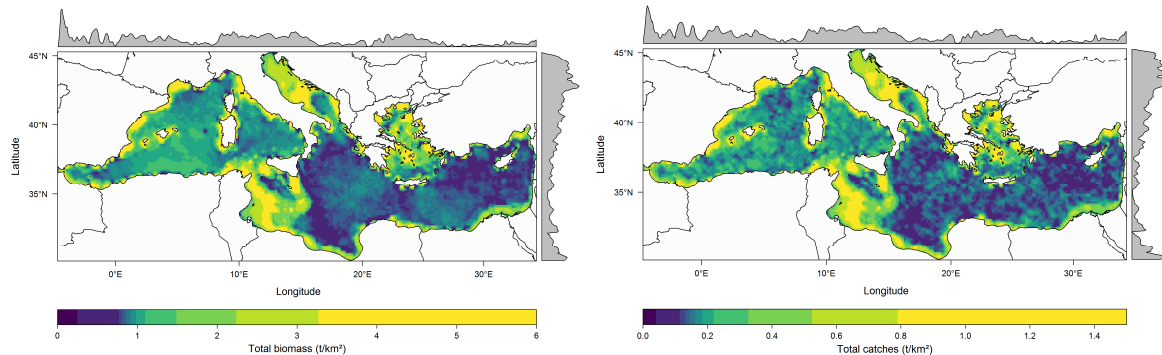 45°N
40°N
35°N
Latitude
0°E
10°E
20°E
30°E
Longitude
0
1
2
3
4
5
6
Total biomass (t/km²)
45°N
40°N
35°N
Latitude
0°E
10°E
20°E
30°E
Longitude
0.0
0.2
0.4
0.6
0.8
1.0
1.2
1.4
Total catches (t/km²)